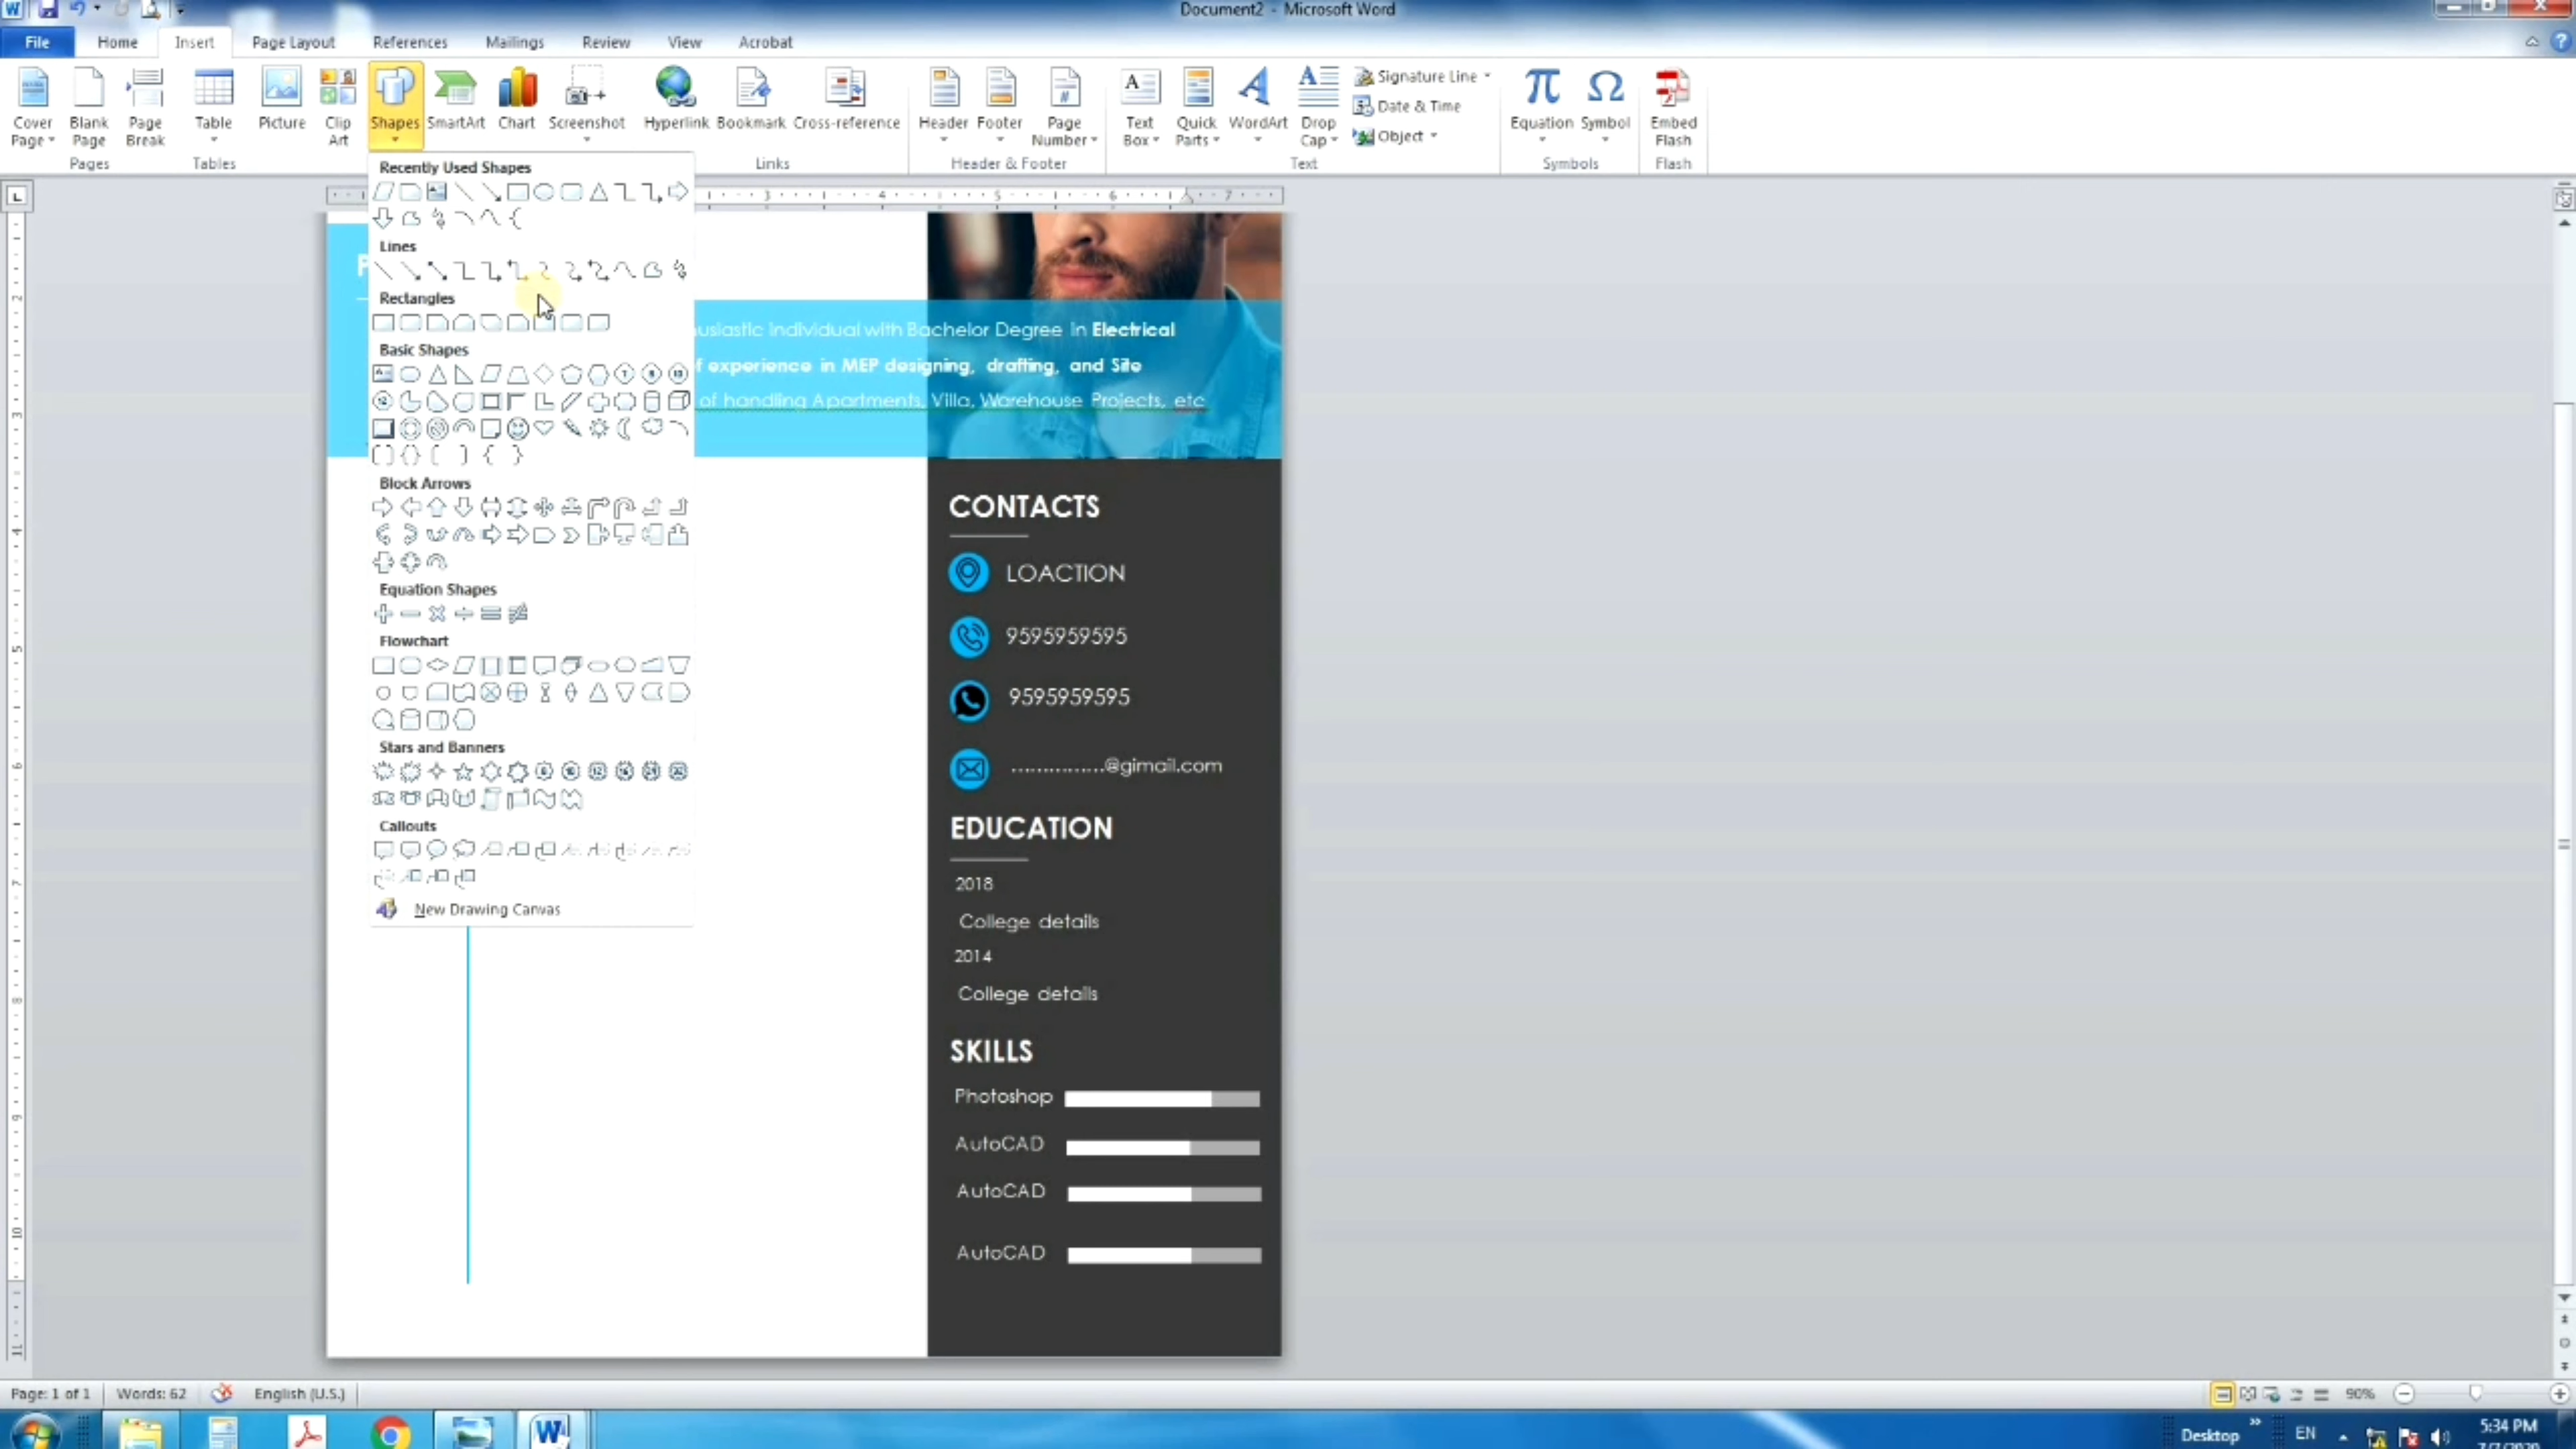 Document2 - Microsoft Word
File Home Insert Page Layout References Mailings Review View Acrobat
Cover Page
Blank Page
Page Break
Table
Picture
Clip Art
Shapes
SmartArt
Chart
Screenshot
Hyperlink
Bookmark
Cross-reference
Header
Footer
Page Number
Text Box
Quick Parts
WordArt
Drop Cap
Signature Line
Date & Time
Object
Equation
Symbol
Embed Flash
Pages
Tables
Links
Header & Footer
Text
Symbols
Flash
Recently Used Shapes
Lines
Rectangles
Basic Shapes
Block Arrows
Equation Shapes
Flowchart
Stars and Banners
Callouts
New Drawing Canvas
individual with Bachelor Degree in Electrical
experience in MEP designing, drafting, and Site
of handling Apartments, Villa, Warehouse Projects, etc
CONTACTS
LOACTION
9595959595
9595959595
...............@gimail.com
EDUCATION
2018
College details
2014
College details
SKILLS
Photoshop
AutoCAD
AutoCAD
AutoCAD
Page: 1 of 1 Words: 62 English (U.S.) 90%
Desktop EN 5:34 PM